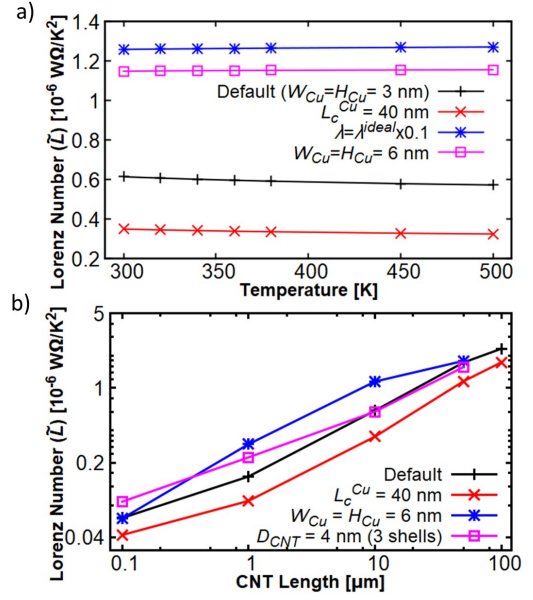 a)
1.4
1.2
1
0.8
0.6
0.4
0.2
Lorenz Number (L̃) [10⁻⁶ WΩ/K²]
Default (W_Cu=H_Cu= 3 nm)
L_c^Cu = 40 nm
λ=λ^ideal x0.1
W_Cu=H_Cu= 6 nm
300 350 400 450 500
Temperature [K]
b)
5
1
0.2
0.04
Lorenz Number (L̃) [10⁻⁶ WΩ/K²]
Default
L_c^Cu = 40 nm
W_Cu = H_Cu = 6 nm
D_CNT = 4 nm (3 shells)
0.1 1 10 100
CNT Length [µm]